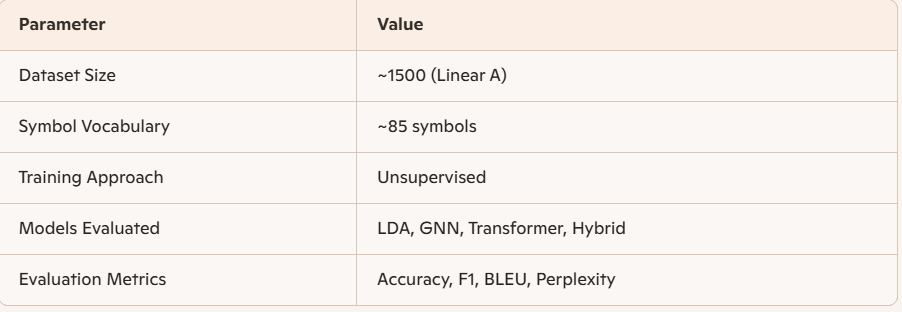 Parameter Value
Dataset Size ~1500 (Linear A)
Symbol Vocabulary ~85 symbols
Training Approach Unsupervised
Models Evaluated LDA, GNN, Transformer, Hybrid
Evaluation Metrics Accuracy, F1, BLEU, Perplexity